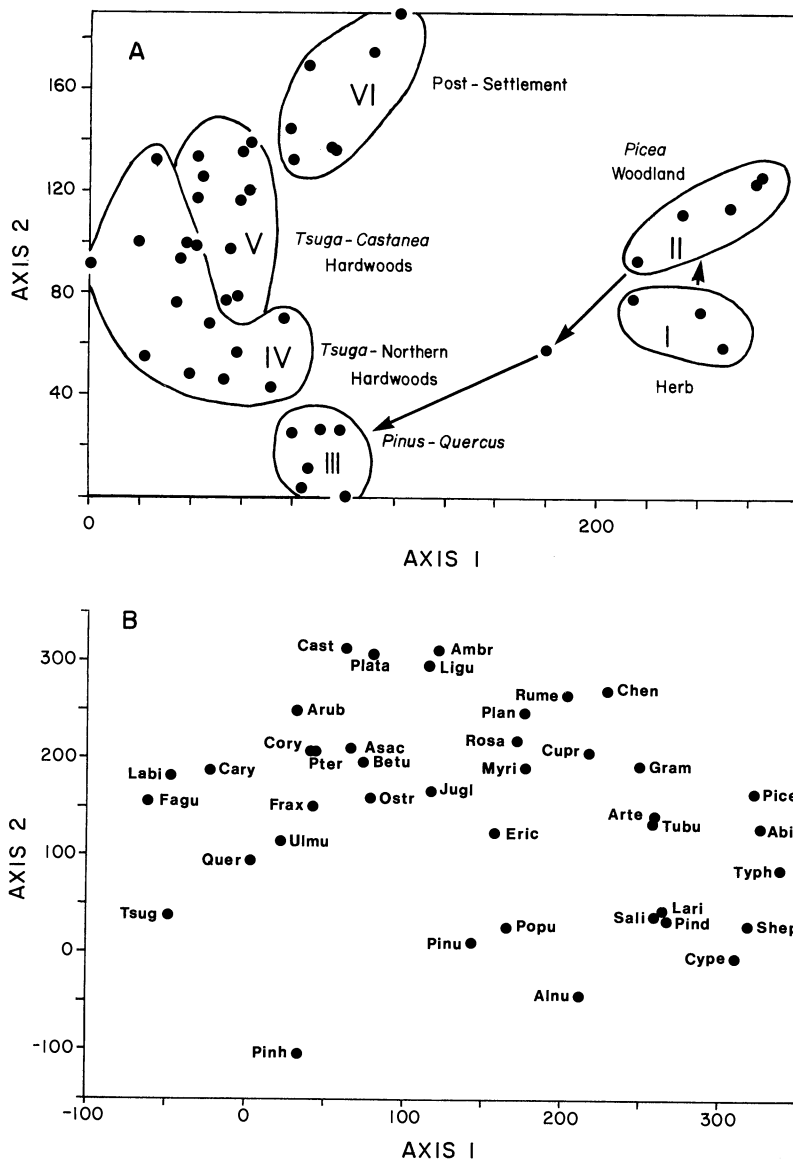 A
160
120
80
40
0
200
AXIS 2
AXIS 1
VI
Post-Settlement
Picea
Woodland
II
V
Tsuga-Castanea
Hardwoods
I
Herb
IV
Tsuga-Northern
Hardwoods
Pinus-Quercus
III
B
300
200
100
0
-100
-100
0
100
200
300
AXIS 2
AXIS 1
Cast
Plata
Ambr
Ligu
Rume
Chen
Arub
Plan
Cory
Pter
Asac
Betu
Rosa
Cupr
Labi
Cary
Myri
Gram
Fagu
Frax
Ostr
Jugl
Pice
Arte
Tubu
Abi
Ulmu
Eric
Quer
Typh
Tsug
Lari
Sali
Pind
Shep
Popu
Pinu
Cype
Alnu
Pinh